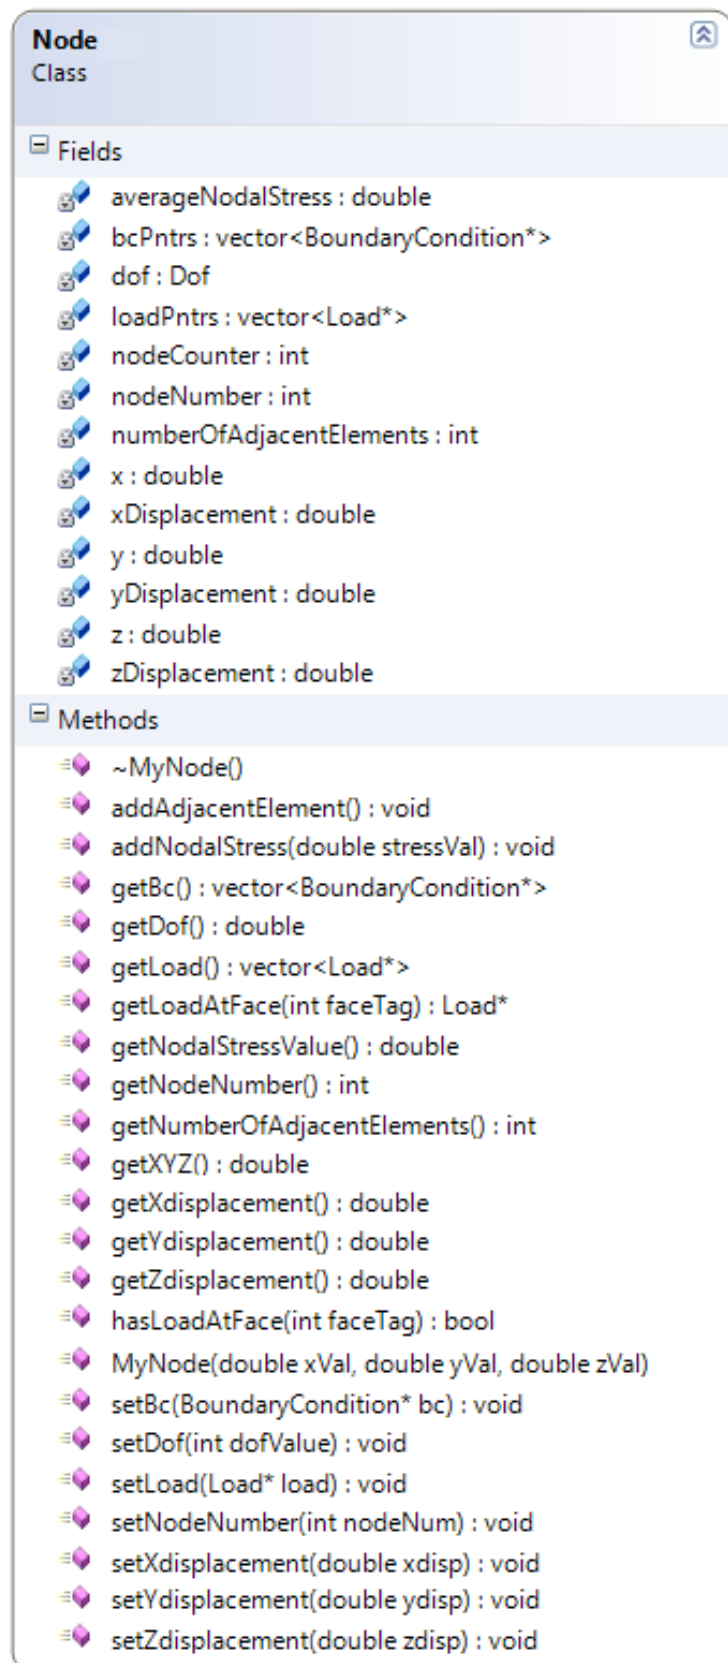 Node
Class
Fields
averageNodalStress : double
bcPntrs : vector<BoundaryCondition*>
dof : Dof
loadPntrs : vector<Load*>
nodeCounter : int
nodeNumber : int
numberOfAdjacentElements : int
x : double
xDisplacement : double
y : double
yDisplacement : double
z : double
zDisplacement : double
Methods
~MyNode()
addAdjacentElement() : void
addNodalStress(double stressVal) : void
getBc() : vector<BoundaryCondition*>
getDof() : double
getLoad() : vector<Load*>
getLoadAtFace(int faceTag) : Load*
getNodalStressValue() : double
getNodeNumber() : int
getNumberOfAdjacentElements() : int
getXYZ() : double
getXdisplacement() : double
getYdisplacement() : double
getZdisplacement() : double
hasLoadAtFace(int faceTag) : bool
MyNode(double xVal, double yVal, double zVal)
setBc(BoundaryCondition* bc) : void
setDof(int dofValue) : void
setLoad(Load* load) : void
setNodeNumber(int nodeNum) : void
setXdisplacement(double xdisp) : void
setYdisplacement(double ydisp) : void
setZdisplacement(double zdisp) : void